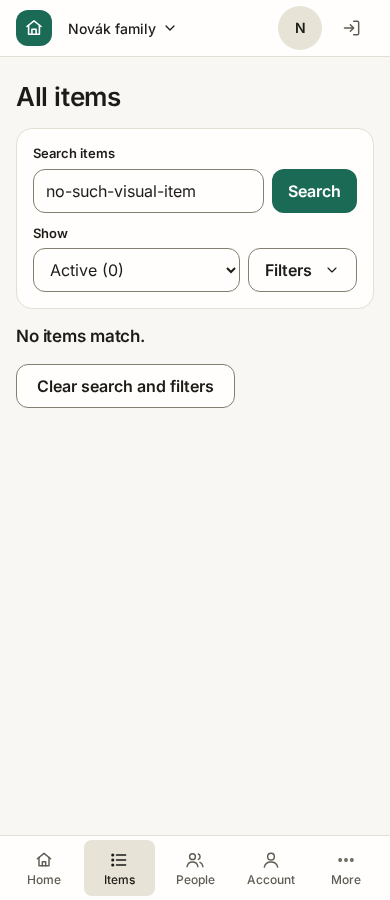 Novák family
N
All items
Search items
no-such-visual-item
Search
Show
Active (0)
Filters
No items match.
Clear search and filters
Home
Items
People
Account
More